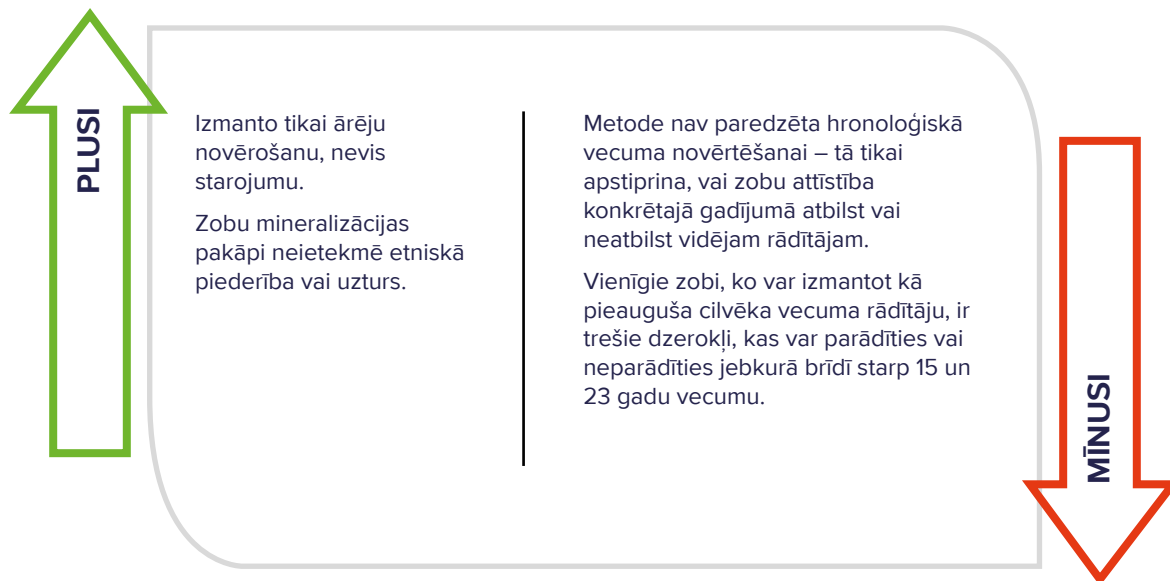 PLUSI
Izmanto tikai ārēju
novērošanu, nevis
starojumu.
Zobu mineralizācijas
pakāpi neietekmē etniskā
piederība vai uzturs.
Metode nav paredzēta hronoloģiskā
vecuma novērtēšanai – tā tikai
apstiprina, vai zobu attīstība
konkrētajā gadījumā atbilst vai
neatbilst vidējam rādītājam.
Vienīgie zobi, ko var izmantot kā
pieauguša cilvēka vecuma rādītāju, ir
trešie dzerokļi, kas var parādīties vai
neparādīties jebkurā brīdī starp 15 un
23 gadu vecumu.
MĪNUSI